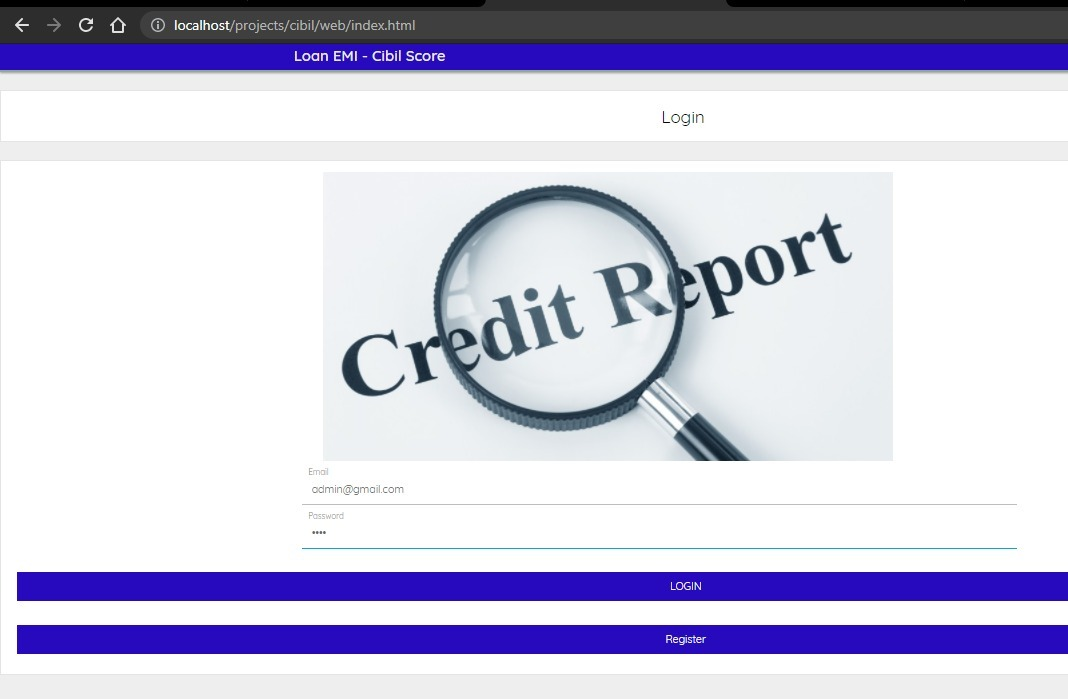 localhost/projects/cibil/web/index.html
Loan EMI - Cibil Score
Login
Credit Report
Email
admin@gmail.com
Password
••••
LOGIN
Register